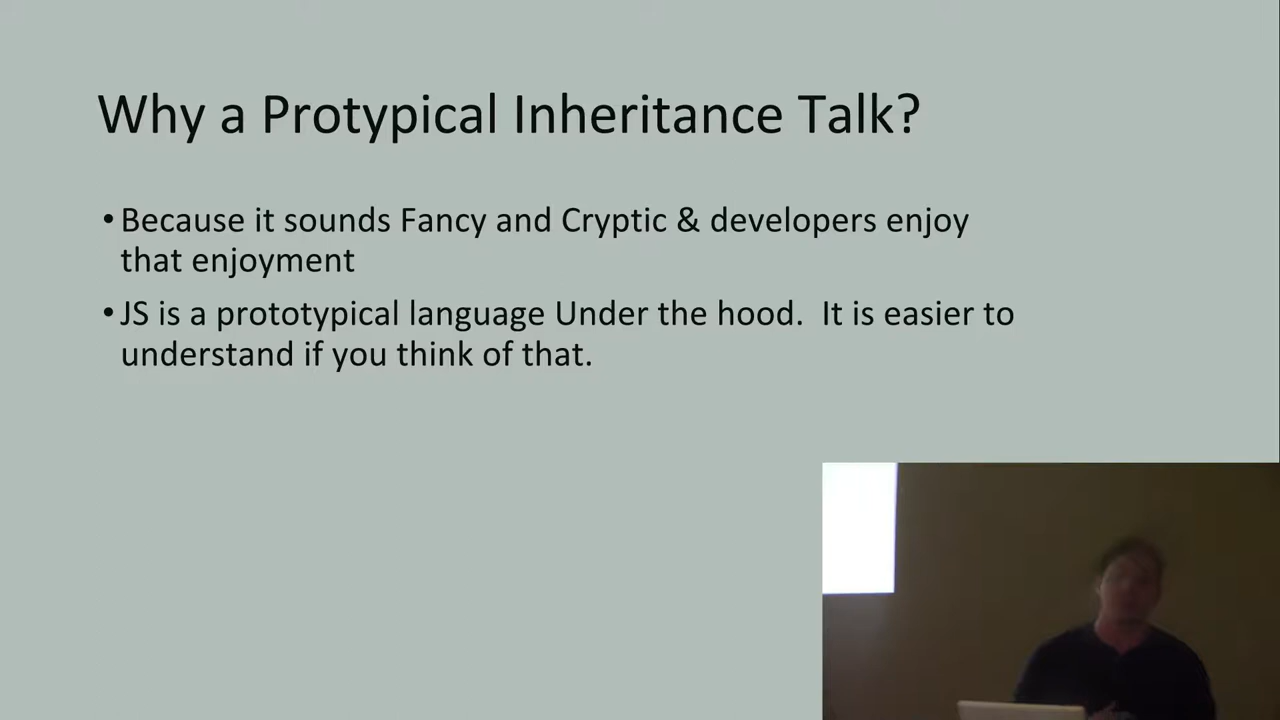 Why a Protypical Inheritance Talk?
• Because it sounds Fancy and Cryptic & developers enjoy
that enjoyment
• JS is a prototypical language Under the hood.  It is easier to
understand if you think of that.